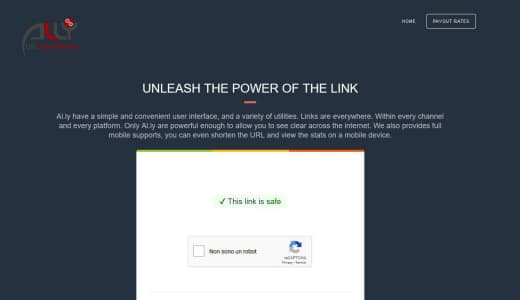 HOME
PAYOUT RATES
ALLY
UNLEASH THE POWER OF THE LINK
Al.ly have a simple and convenient user interface, and a variety of utilities. Links are everywhere. Within every channel
and every platform. Only Al.ly are powerful enough to allow you to see clear across the internet. We also provides full
mobile supports, you can even shorten the URL and view the stats on a mobile device.
✓ This link is safe
Non sono un robot
reCAPTCHA
Privacy - Termini